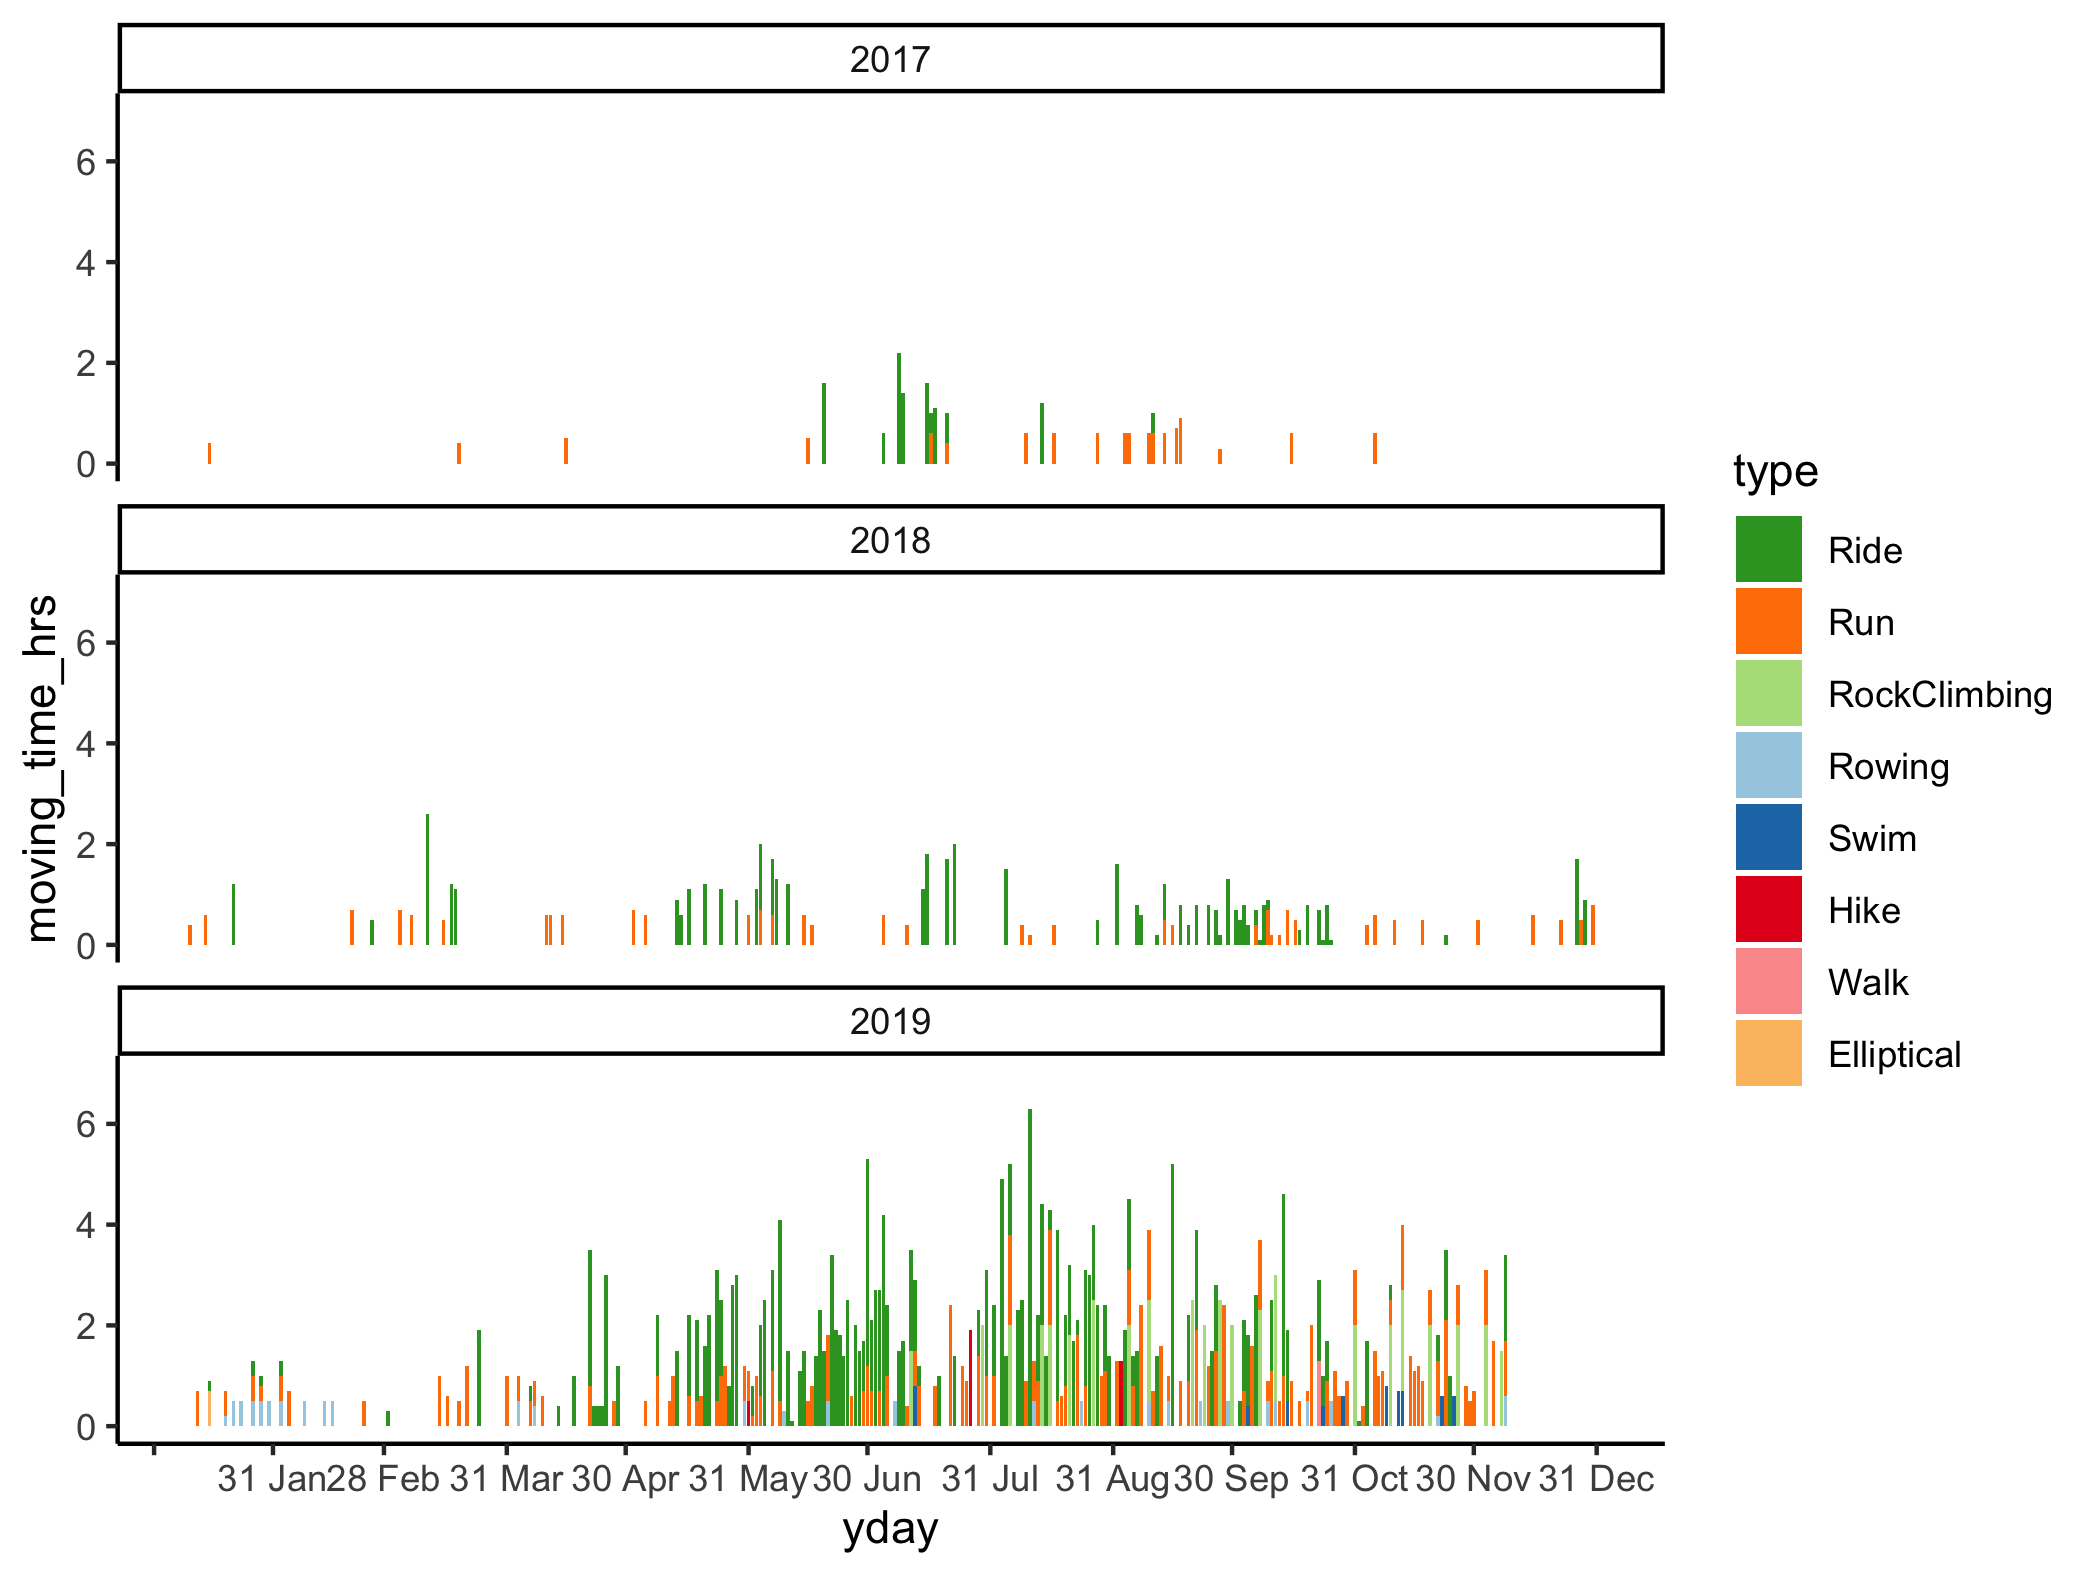 2017
6
4
2
0
2018
6
4
2
0
2019
6
4
2
0
31 Jan 28 Feb 31 Mar 30 Apr 31 May 30 Jun 31 Jul 31 Aug 30 Sep 31 Oct 30 Nov 31 Dec
yday
moving_time_hrs
type
Ride
Run
RockClimbing
Rowing
Swim
Hike
Walk
Elliptical